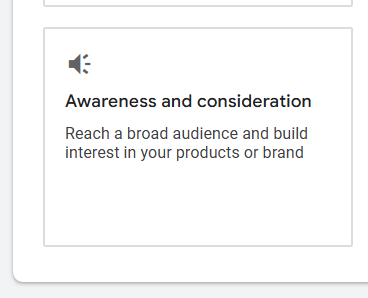 Awareness and consideration
Reach a broad audience and build
interest in your products or brand